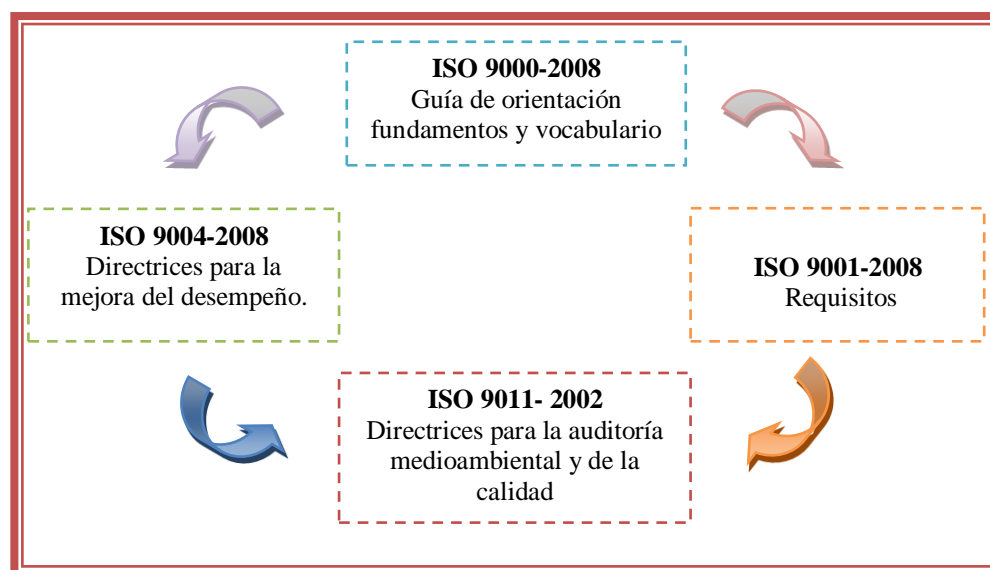 ISO 9000-2008
Guía de orientación
fundamentos y vocabulario
ISO 9004-2008
Directrices para la
mejora del desempeño.
ISO 9001-2008
Requisitos
ISO 9011- 2002
Directrices para la auditoría
medioambiental y de la
calidad